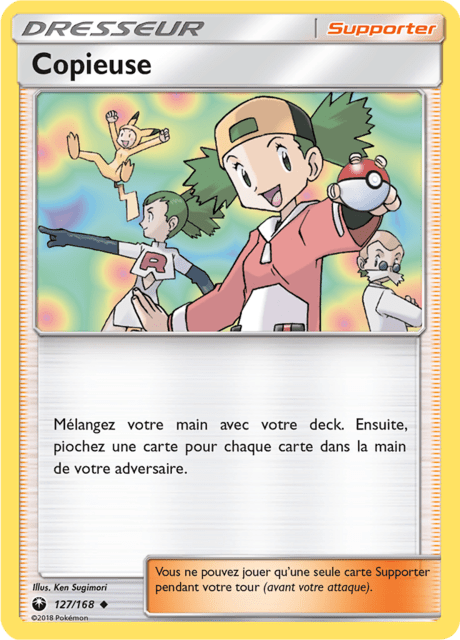 DRESSEUR
Supporter
Copieuse
R
Mélangez votre main avec votre deck. Ensuite,
piochez une carte pour chaque carte dans la main
de votre adversaire.
Vous ne pouvez jouer qu'une seule carte Supporter
pendant votre tour (avant votre attaque).
Illus. Ken Sugimori
127/168
©2018 Pokémon